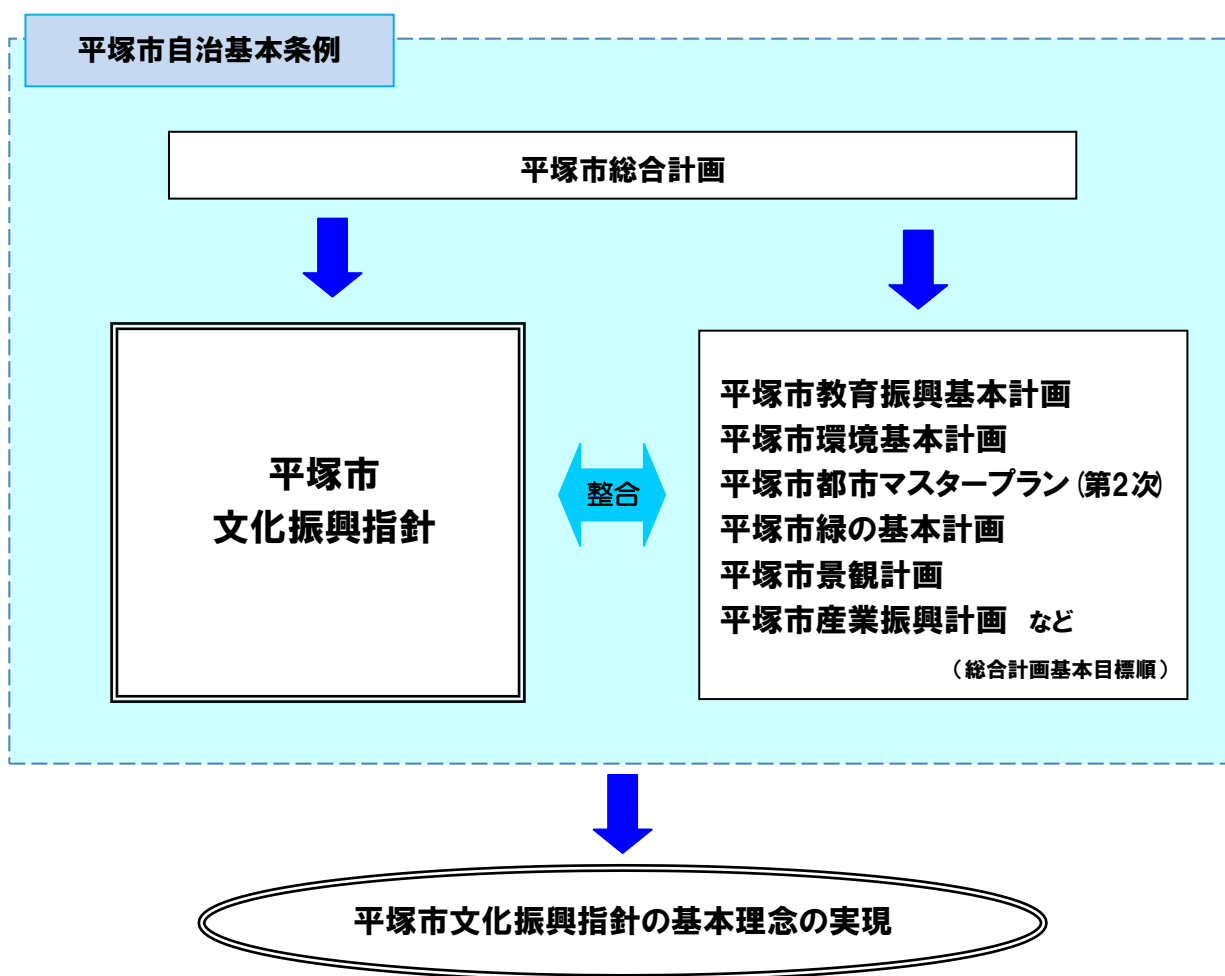 平塚市自治基本条例
平塚市総合計画
平塚市
文化振興指針
整合
平塚市教育振興基本計画
平塚市環境基本計画
平塚市都市マスタープラン(第2次)
平塚市緑の基本計画
平塚市景観計画
平塚市産業振興計画 など
(総合計画基本目標順)
平塚市文化振興指針の基本理念の実現